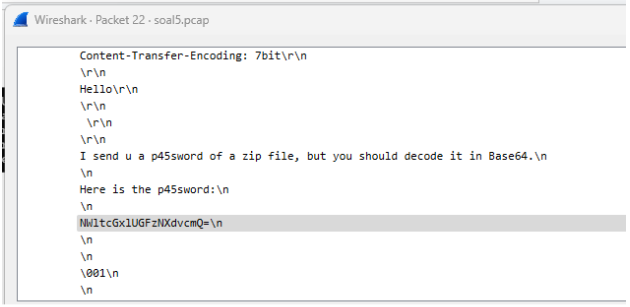 Wireshark · Packet 22 · soal5.pcap
Content-Transfer-Encoding: 7bit\r\n
\r\n
Hello\r\n
\r\n
 \r\n
\r\n
I send u a p45sword of a zip file, but you should decode it in Base64.\n
\n
Here is the p45sword:\n
\n
NWltcGxlUGFzNXdvcmQ=\n
\n
\n
\001\n
\n